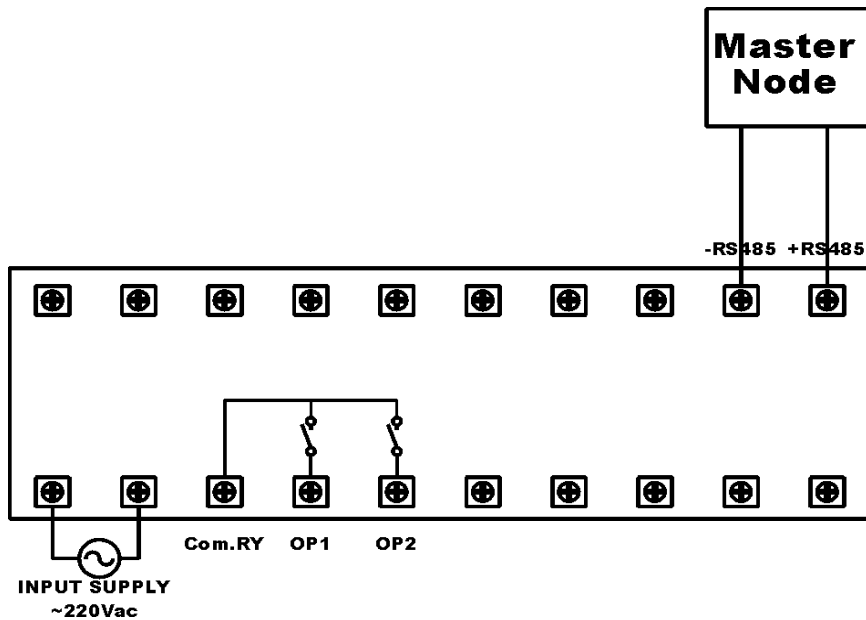 Master
Node
-RS485 +RS485
Com.RY OP1 OP2
INPUT SUPPLY
~220Vac